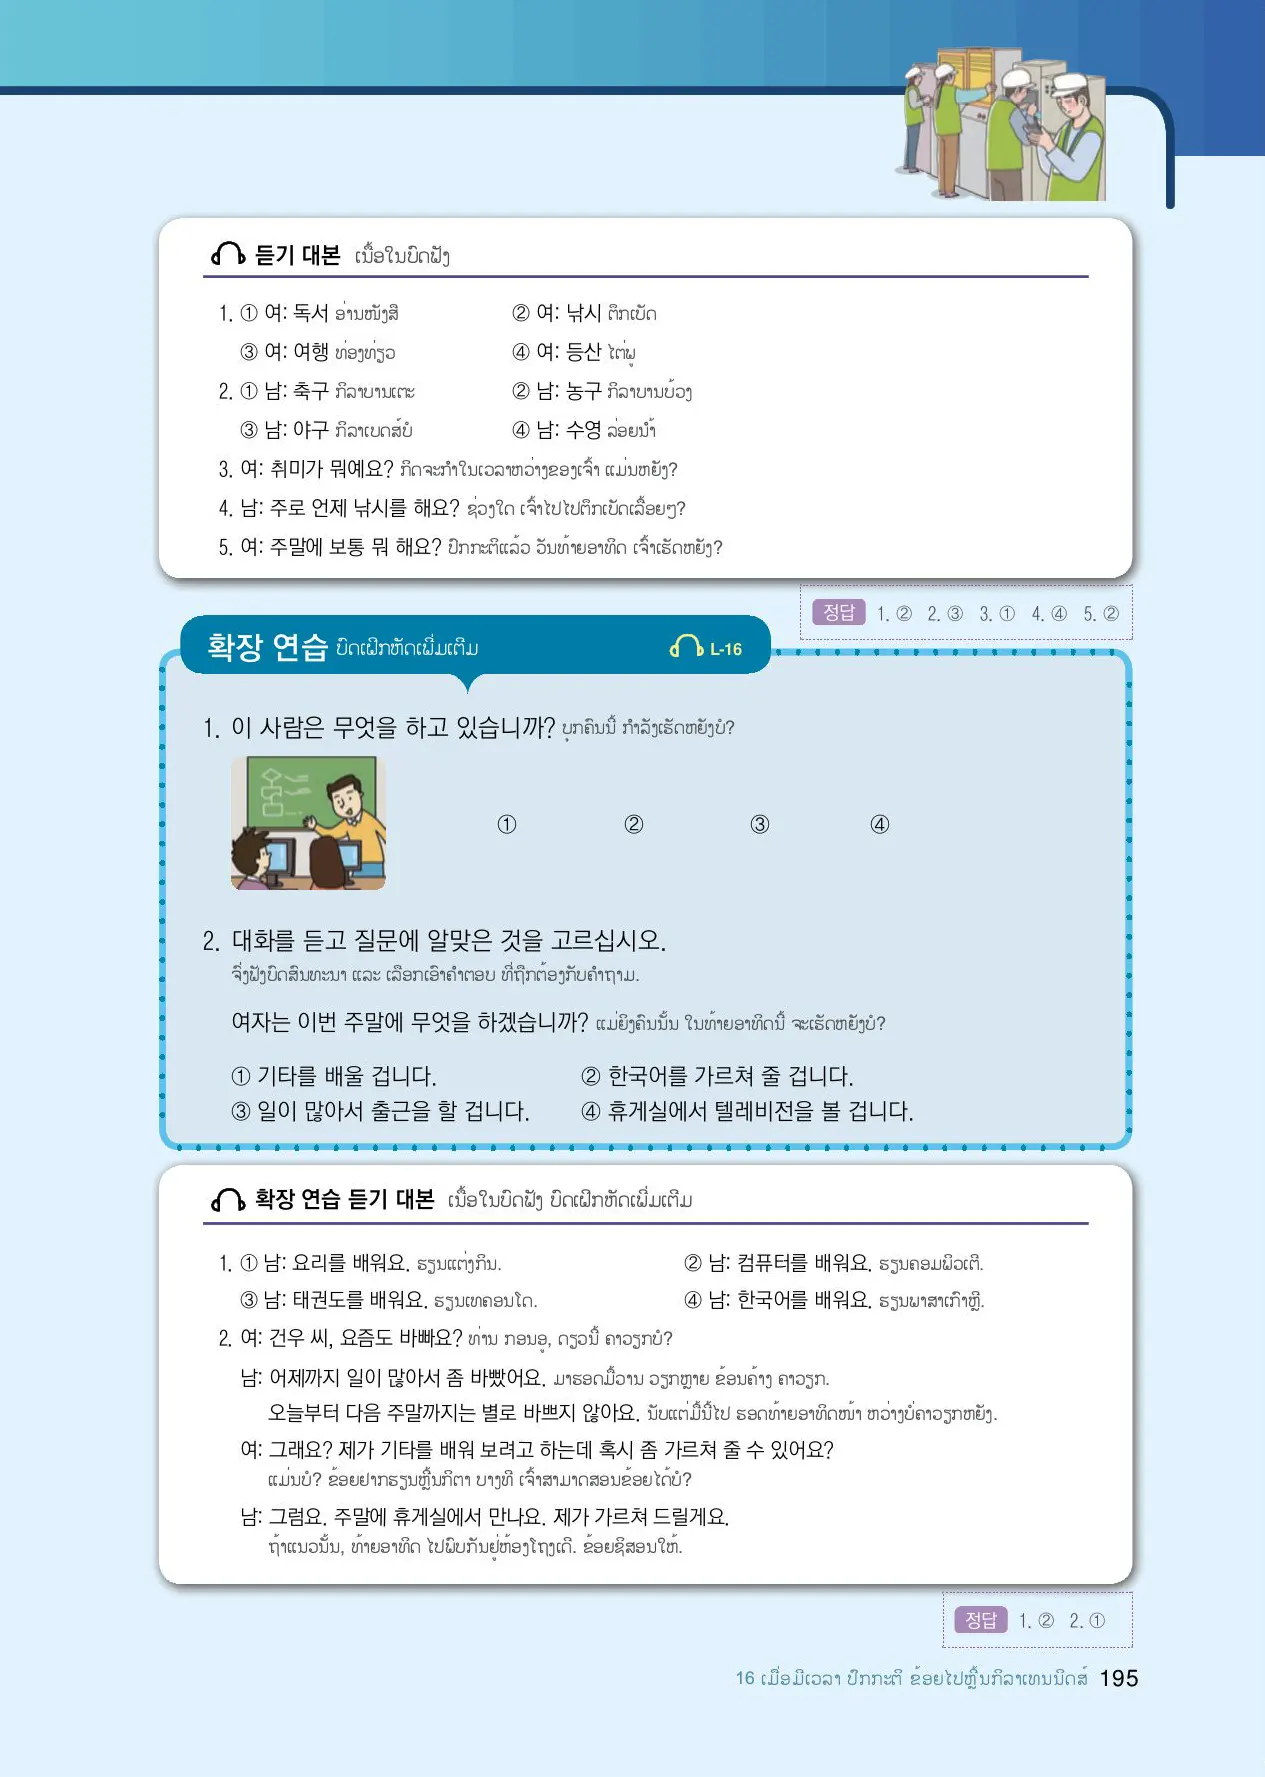 듣기 대본 ເນື້ອໃນບົດຟັງ
1. ① 여: 독서 ອ່ານໜັງສື ② 여: 낚시 ຕຶກເບັດ
③ 여: 여행 ທ່ອງທ່ຽວ ④ 여: 등산 ໄຕ່ພູ
2. ① 남: 축구 ກິລາບານເຕະ ② 남: 농구 ກິລາບານບ້ວງ
③ 남: 야구 ກິລາເບດສ໌ບໍ ④ 남: 수영 ລ່ອຍນ້ຳ
3. 여: 취미가 뭐예요? ກິດຈະກຳໃນເວລາຫວ່າງຂອງເຈົ້າ ແມ່ນຫຍັງ?
4. 남: 주로 언제 낚시를 해요? ຊ່ວງໃດ ເຈົ້າໄປໄປຕຶກເບັດເລື້ອຍໆ?
5. 여: 주말에 보통 뭐 해요? ປົກກະຕິແລ້ວ ວັນທ້າຍອາທິດ ເຈົ້າເຮັດຫຍັງ?
정답 1. ② 2. ③ 3. ① 4. ④ 5. ②
확장 연습 ບົດເຝິກຫັດເພີ່ມເຕີມ L-16
1. 이 사람은 무엇을 하고 있습니까? ບຸກຄົນນີ້ ກຳລັງເຮັດຫຍັງບໍ?
① ② ③ ④
2. 대화를 듣고 질문에 알맞은 것을 고르십시오.
ຈົ່ງຟັງບົດສົນທະນາ ແລະ ເລືອກເອົາຄຳຕອບ ທີ່ຖືກຕ້ອງກັບຄຳຖາມ.
여자는 이번 주말에 무엇을 하겠습니까? ແມ່ຍິງຄົນນັ້ນ ໃນທ້າຍອາທິດນີ້ ຈະເຮັດຫຍັງບໍ?
① 기타를 배울 겁니다. ② 한국어를 가르쳐 줄 겁니다.
③ 일이 많아서 출근을 할 겁니다. ④ 휴게실에서 텔레비전을 볼 겁니다.
확장 연습 듣기 대본 ເນື້ອໃນບົດຟັງ ບົດເຝິກຫັດເພີ່ມເຕີມ
1. ① 남: 요리를 배워요. ຮຽນແຕ່ງກິນ. ② 남: 컴퓨터를 배워요. ຮຽນຄອມພິວເຕີ.
③ 남: 태권도를 배워요. ຮຽນເທຄອນໂດ. ④ 남: 한국어를 배워요. ຮຽນພາສາເກົາຫຼີ.
2. 여: 건우 씨, 요즘도 바빠요? ທ່ານ ກອນອູ, ດຽວນີ້ ຄາວຽກບໍ?
남: 어제까지 일이 많아서 좀 바빴어요. ມາຮອດມື້ວານ ວຽກຫຼາຍ ຂ້ອນຄ້າງ ຄາວຽກ.
오늘부터 다음 주말까지는 별로 바쁘지 않아요. ນັບແຕ່ມື້ນີ້ໄປ ຮອດທ້າຍອາທິດໜ້າ ຫວ່າງບໍ່ຄາວຽກຫຍັງ.
여: 그래요? 제가 기타를 배워 보려고 하는데 혹시 좀 가르쳐 줄 수 있어요?
ແມ່ນບໍ? ຂ້ອຍຢາກຮຽນຫຼິ້ນກີຕາ ບາງທີ ເຈົ້າສາມາດສອນຂ້ອຍໄດ້ບໍ?
남: 그럼요. 주말에 휴게실에서 만나요. 제가 가르쳐 드릴게요.
ຖ້າແນວນັ້ນ, ທ້າຍອາທິດ ໄປພົບກັນຢູ່ຫ້ອງໂຖງເດີ. ຂ້ອຍຊິສອນໃຫ້.
정답 1. ② 2. ①
16 ເມື່ອມີເວລາ ປົກກະຕິ ຂ້ອຍໄປຫຼິ້ນກິລາເທນນິດສ໌ 195